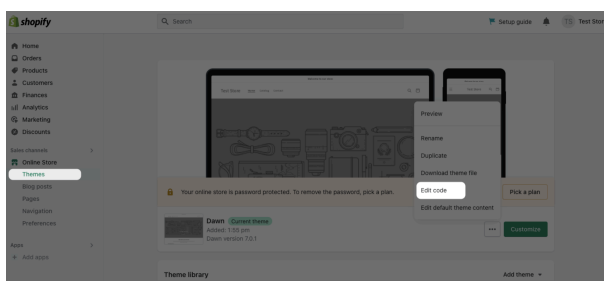 shopify
Search
Setup guide
TS Test Stor
Home
Orders
Products
Customers
Finances
Analytics
Marketing
Discounts
Sales channels
Online Store
Themes
Blog posts
Pages
Navigation
Preferences
Apps
Add apps
Test Store
Preview
Rename
Duplicate
Download theme file
Edit code
Edit default theme content
Your online store is password protected. To remove the password, pick a plan.
Pick a plan
Dawn Current theme
Added: 1:50 pm
Dawn version 7.0.1
Customize
Theme library
Add theme